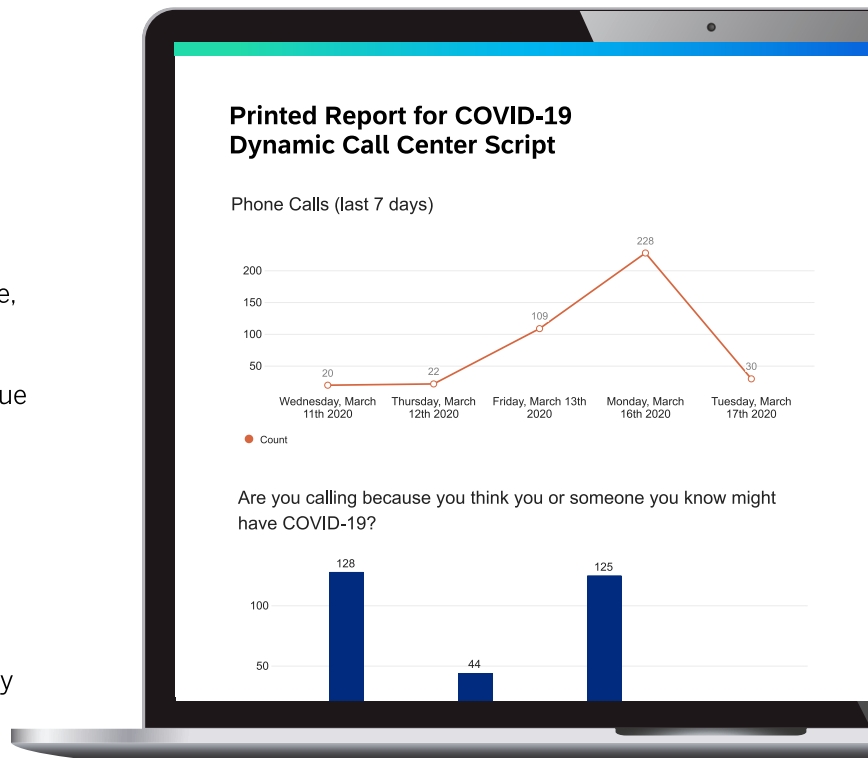 e,
ue
y
Printed Report for COVID-19
Dynamic Call Center Script
Phone Calls (last 7 days)
228
200
150
109
100
50
20
22
30
Wednesday, March
11th 2020
Thursday, March
12th 2020
Friday, March 13th
2020
Monday, March
16th 2020
Tuesday, March
17th 2020
Count
Are you calling because you think you or someone you know might
have COVID-19?
128
125
100
50
44